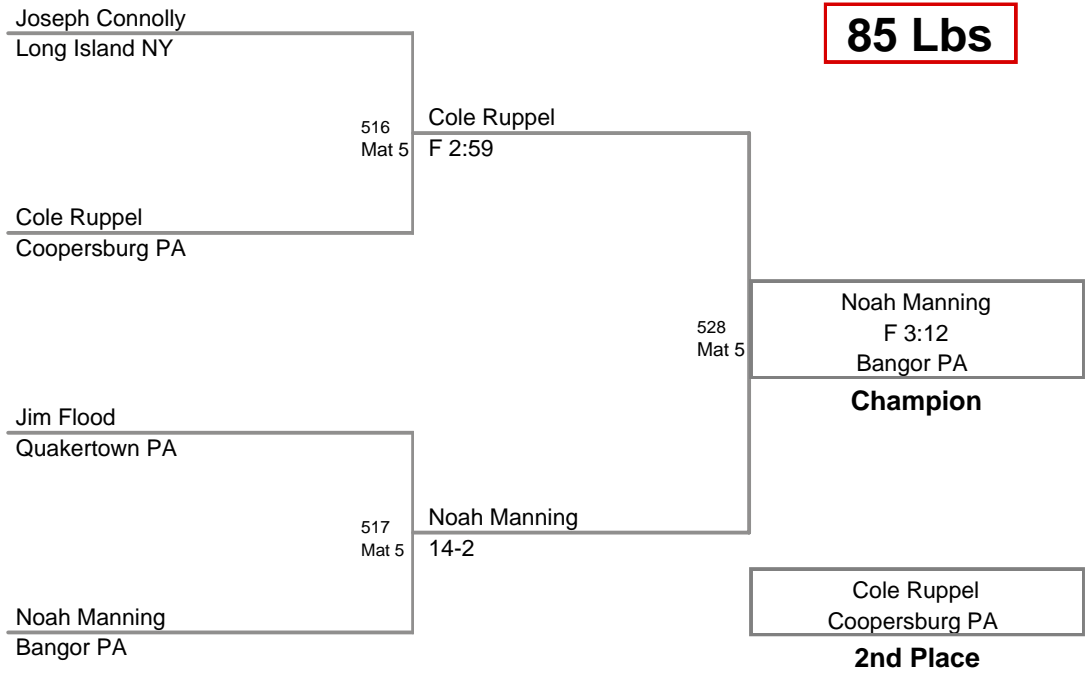 Joseph Connolly
Long Island NY
85 Lbs
516
Mat 5
Cole Ruppel
F 2:59
Cole Ruppel
Coopersburg PA
528
Mat 5
Noah Manning
F 3:12
Bangor PA
Champion
Jim Flood
Quakertown PA
517
Mat 5
Noah Manning
14-2
Noah Manning
Bangor PA
Cole Ruppel
Coopersburg PA
2nd Place